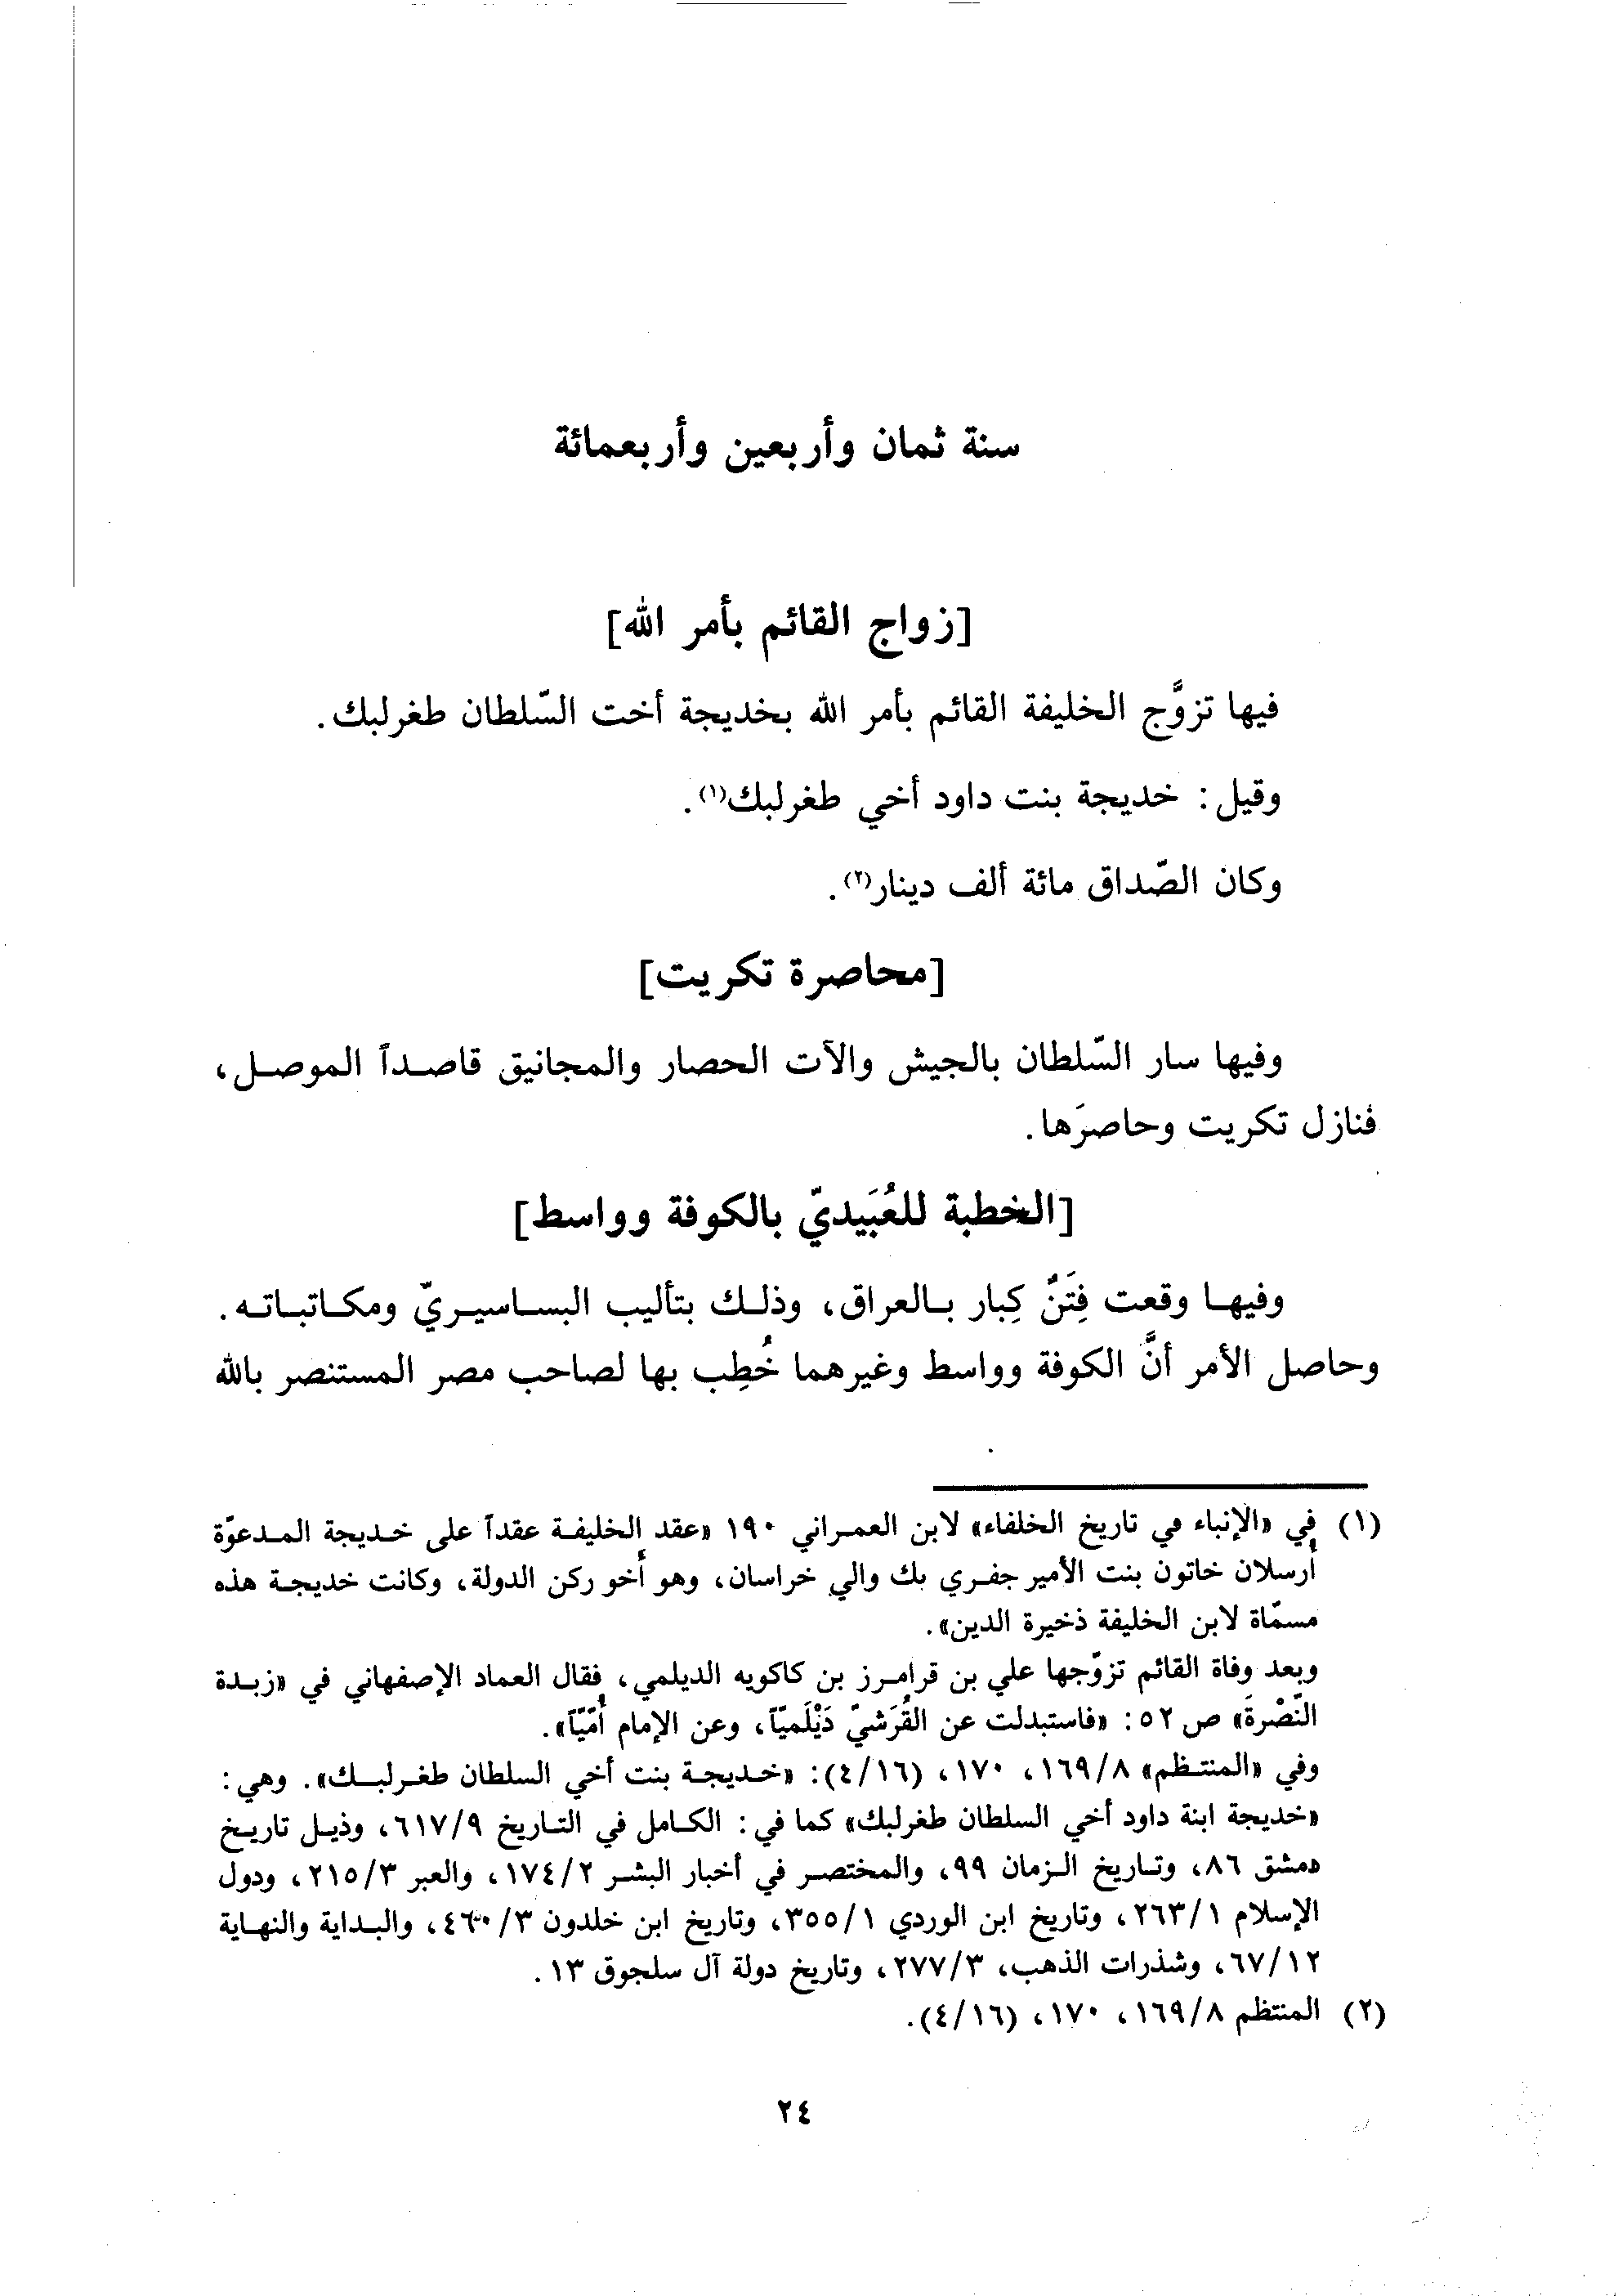 سنة ثمان وأربعين وأربعمائة
[زواج القائم بأمر الله]
فيها تزوَّج الخليفة القائم بأمر الله بخديجة أخت السّلطان طغرلبك.
وقيل: خديجة بنت داود أخي طغرلبك(١).
وكان الصّداق مائة ألف دينار(٢).
[محاصرة تكريت]
وفيها سار السّلطان بالجيش والآت الحصار والمجانيق قاصداً الموصل،
فنازل تكريت وحاصرَها.
[الخطبة للعُبَيديّ بالكوفة وواسط]
وفيها وقعت فِتَنٌ كِبار بالعراق، وذلك بتأليب البساسيريّ ومكاتباته.
وحاصل الأمر أنَّ الكوفة وواسط وغيرهما خُطِب بها لصاحب مصر المستنصر بالله
(١) في «الإنباء في تاريخ الخلفاء» لابن العمراني ١٩٠ «عقد الخليفة عقداً على خديجة المدعوّة
أرسلان خاتون بنت الأمير جفري بك والي خراسان، وهو أخو ركن الدولة، وكانت خديجة هذه
مسمّاة لابن الخليفة ذخيرة الدين».
وبعد وفاة القائم تزوّجها علي بن قرامرز بن كاكويه الديلمي، فقال العماد الإصفهاني في «زبدة
النَّصْرة» ص ٥٢: «فاستبدلت عن القُرَشيّ دَيْلَميّاً، وعن الإمام أُمّيّاً».
وفي «المنتظم» ١٦٩/٨، ١٧٠، (٤/١٦): «خديجة بنت أخي السلطان طغرلبك». وهي:
«خديجة ابنة داود أخي السلطان طغرلبك» كما في: الكامل في التاريخ ٦١٧/٩، وذيل تاريخ
دمشق ٨٦، وتاريخ الزمان ٩٩، والمختصر في أخبار البشر ١٧٤/٢، والعبر ٢١٥/٣، ودول
الإسلام ٢٦٣/١، وتاريخ ابن الوردي ٣٥٥/١، وتاريخ ابن خلدون ٤٦٠/٣، والبداية والنهاية
٦٧/١٢، وشذرات الذهب، ٢٧٧/٣، وتاريخ دولة آل سلجوق ١٣.
(٢) المنتظم ١٦٩/٨، ١٧٠، (٤/١٦).
٢٤